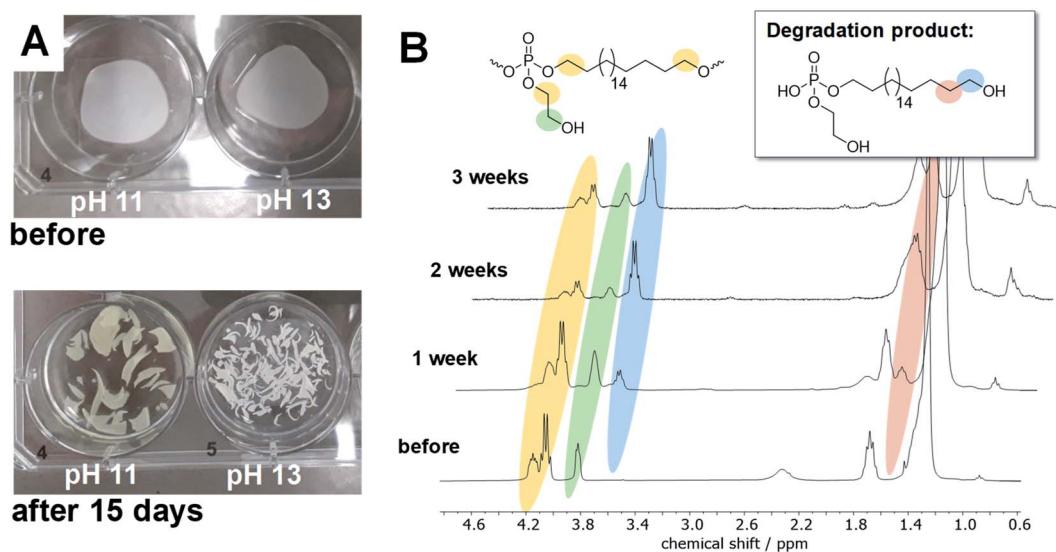 A
4
pH 11
pH 13
before
4
5
pH 11
pH 13
after 15 days
B
O
O
P
O
O
14
O
O
OH
Degradation product:
O
HO
P
O
O
14
OH
OH
3 weeks
2 weeks
1 week
before
4.6 4.2 3.8 3.4 3.0 2.6 2.2 1.8 1.4 1.0 0.6
chemical shift / ppm